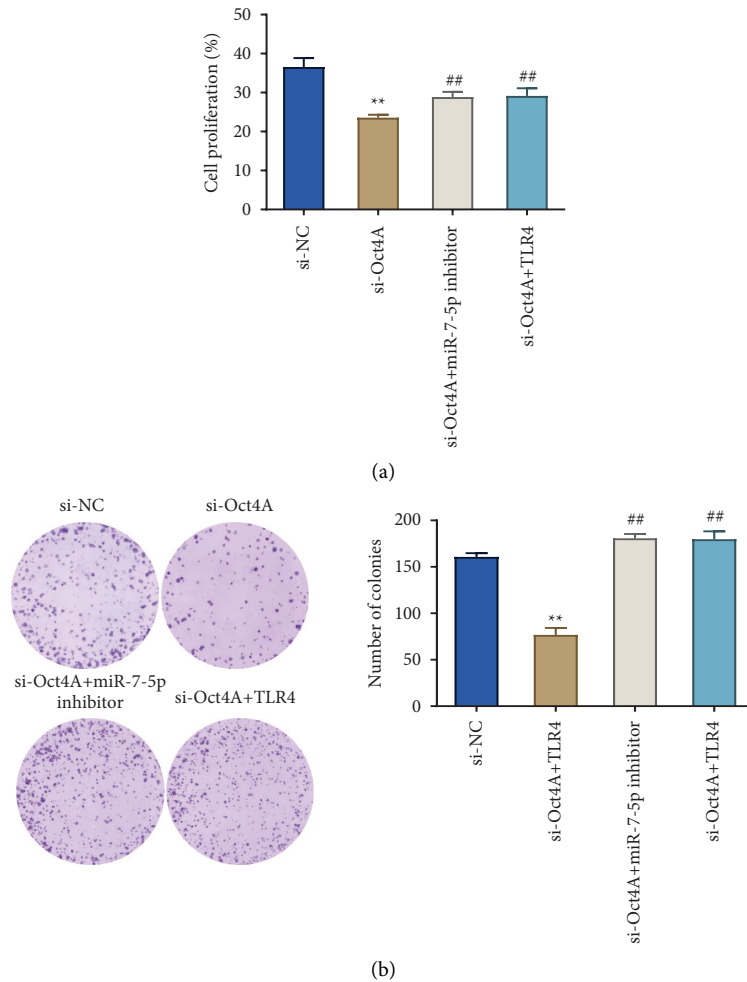 Cell proliferation (%)
50
40
30
20
10
0
**
##
##
si-NC
si-Oct4A
si-Oct4A+miR-7-5p inhibitor
si-Oct4A+TLR4
(a)
si-NC
si-Oct4A
si-Oct4A+miR-7-5p
inhibitor
si-Oct4A+TLR4
Number of colonies
200
150
100
50
0
**
##
##
si-NC
si-Oct4A+TLR4
si-Oct4A+miR-7-5p inhibitor
si-Oct4A+TLR4
(b)